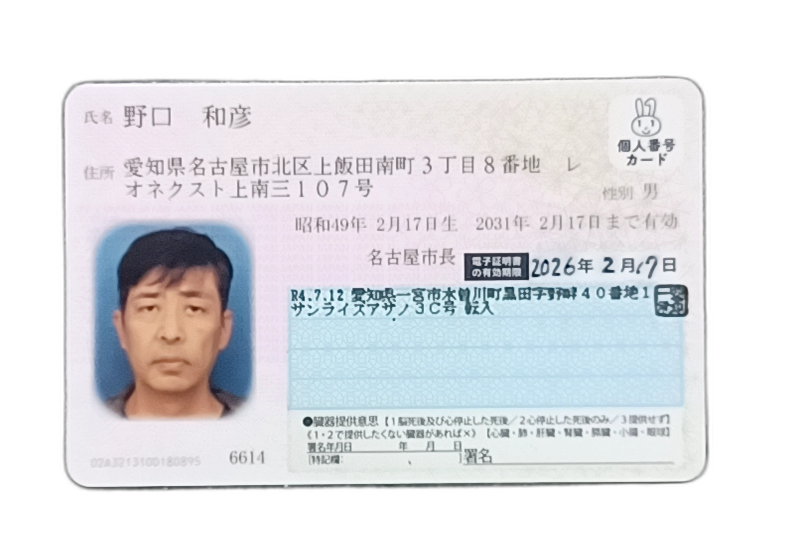 氏名 野口 和彦
個人番号
カード
住所 愛知県名古屋市北区上飯田南町3丁目8番地 レ
オネクスト上南三107号
性別 男
昭和49年 2月17日生 2031年 2月17日まで有効
名古屋市長
電子証明書
の有効期限
2026年2月17日
R4.7.12 愛知県一宮市木曽川町黒田字 40番地1
サンライズアサノ3C号 転入
●臓器提供意思【1脳死後及び心停止した死後/2心停止した死後のみ/3提供せず】
《1・2で提供したくない臓器があれば×》【心臓・肺・肝臓・腎臓・膵臓・小腸・眼球】
署名年月日 年 月 日
[特記欄: ] 署名
02A3213100180895
6614